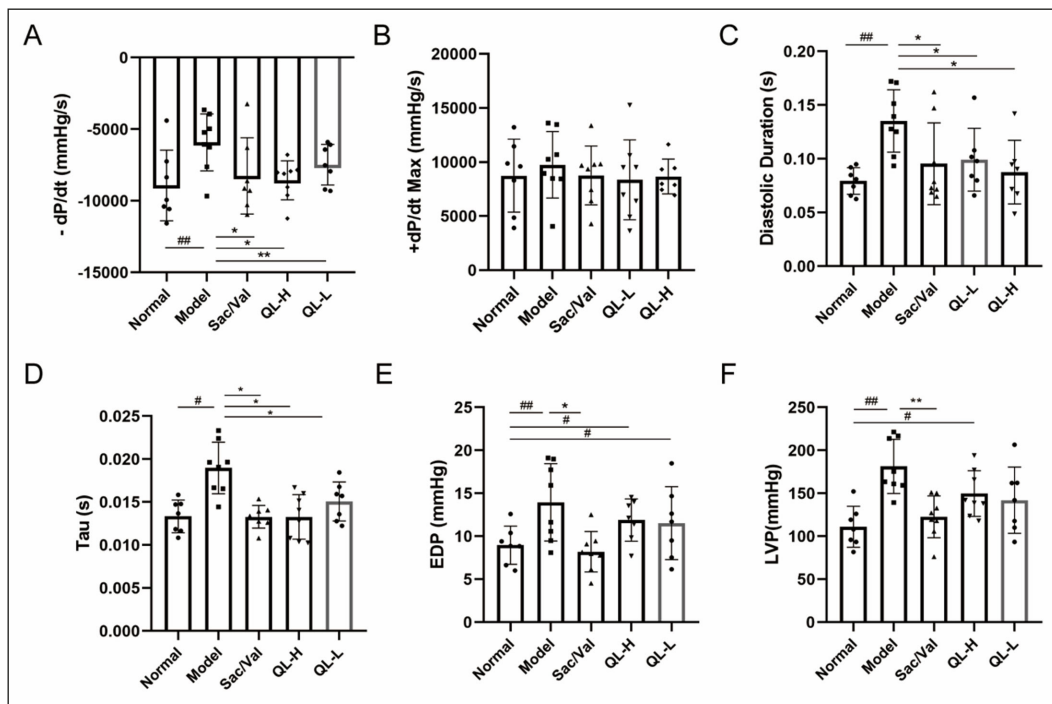 A
- dP/dt (mmHg/s)
0
-5000
-10000
-15000
##
*
*
**
Normal
Model
Sac/Val
QL-H
QL-L
B
+dP/dt Max (mmHg/s)
20000
15000
10000
5000
0
Normal
Model
Sac/Val
QL-L
QL-H
C
Diastolic Duration (s)
0.20
0.15
0.10
0.05
0.00
##
*
*
*
Normal
Model
Sac/Val
QL-L
QL-H
D
Tau (s)
0.025
0.020
0.015
0.010
0.005
0.000
#
*
*
*
Normal
Model
Sac/Val
QL-H
QL-L
E
EDP (mmHg)
25
20
15
10
5
0
##
*
#
#
Normal
Model
Sac/Val
QL-H
QL-L
F
LVP(mmHg)
250
200
150
100
50
0
##
**
#
Normal
Model
Sac/Val
QL-H
QL-L